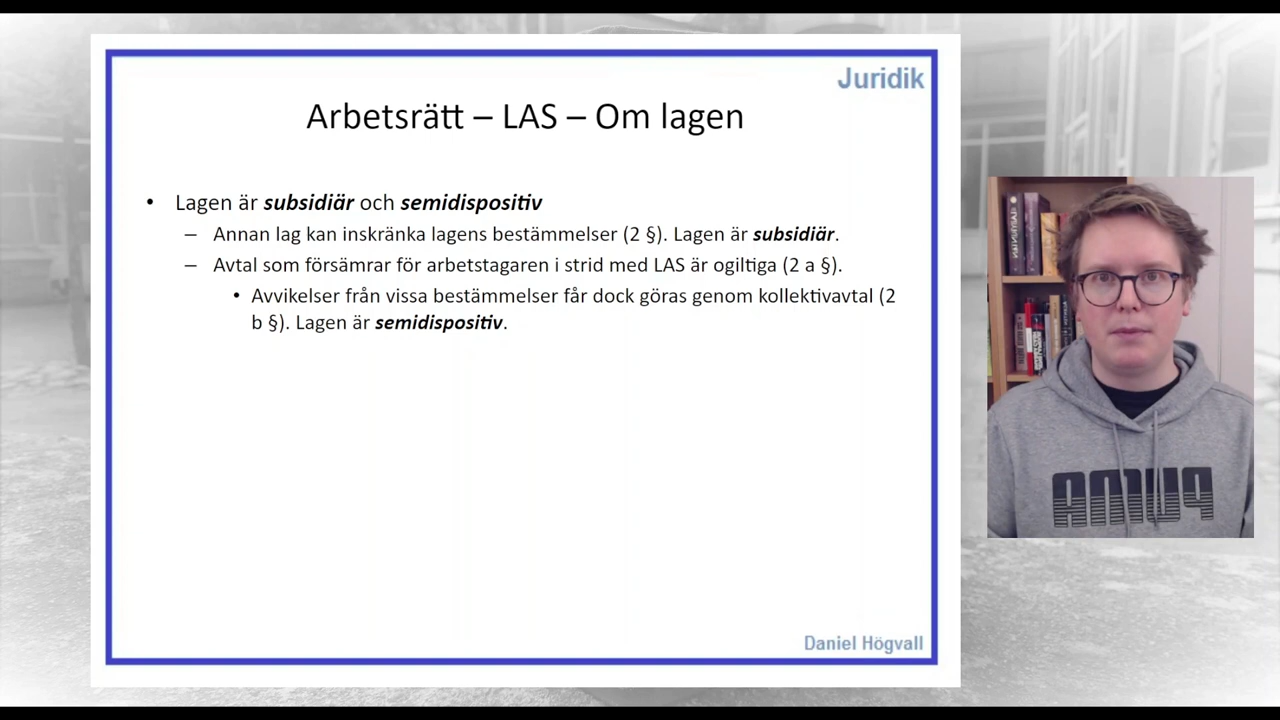 Juridik
Arbetsrätt – LAS – Om lagen
• Lagen är subsidiär och semidispositiv
– Annan lag kan inskränka lagens bestämmelser (2 §). Lagen är subsidiär.
– Avtal som försämrar för arbetstagaren i strid med LAS är ogiltiga (2 a §).
• Avvikelser från vissa bestämmelser får dock göras genom kollektivavtal (2
b §). Lagen är semidispositiv.
Daniel Högvall